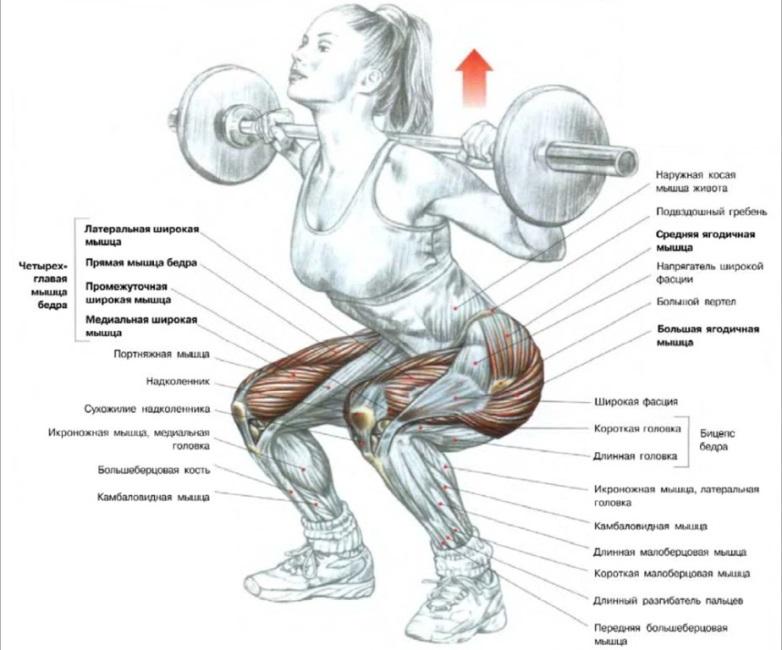 Четырех-
главая
мышца
бедра
Латеральная широкая
мышца
Прямая мышца бедра
Промежуточная
широкая мышца
Медиальная широкая
мышца
Портняжная мышца
Надколенник
Сухожилие надколенника
Икроножная мышца, медиальная
головка
Большеберцовая кость
Камбаловидная мышца
Наружная косая
мышца живота
Подвздошный гребень
Средняя ягодичная
мышца
Напрягатель широкой
фасции
Большой вертел
Большая ягодичная
мышца
Широкая фасция
Короткая головка
Длинная головка
Бицепс
бедра
Икроножная мышца, латеральная
головка
Камбаловидная мышца
Длинная малоберцовая мышца
Короткая малоберцовая мышца
Длинный разгибатель пальцев
Передняя большеберцовая
мышца